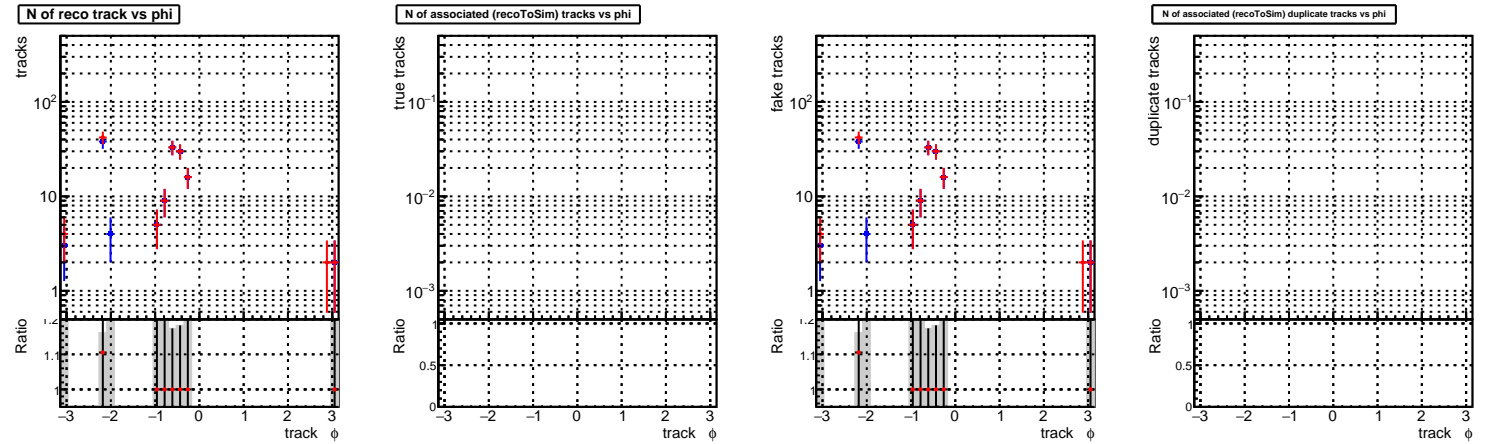 N of reco track vs phi
tracks
10²
10
1
Ratio
1.2
1.1
1
−3 −2 −1 0 1 2 3
track ϕ
N of associated (recoToSim) tracks vs phi
true tracks
10⁻¹
10⁻²
10⁻³
Ratio
1
0.5
0
−3 −2 −1 0 1 2 3
track ϕ
fake tracks
10²
10
1
Ratio
1.2
1.1
1
−3 −2 −1 0 1 2 3
track ϕ
N of associated (recoToSim) duplicate tracks vs phi
duplicate tracks
10⁻¹
10⁻²
10⁻³
Ratio
1
0.5
0
−3 −2 −1 0 1 2 3
track ϕ